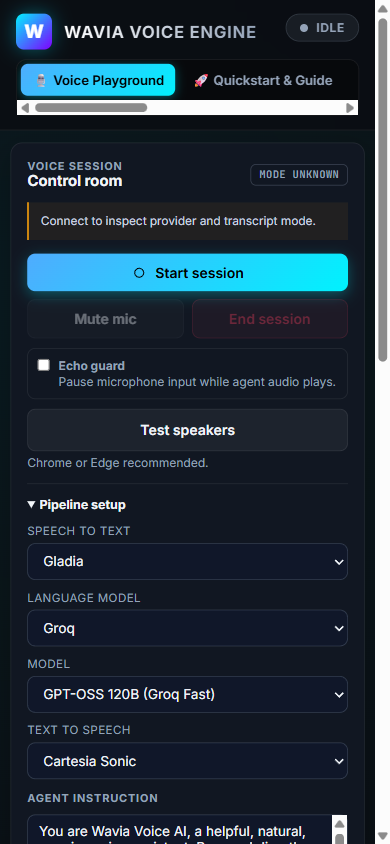 W WAVIA VOICE ENGINE
IDLE
Voice Playground
Quickstart & Guide
VOICE SESSION
Control room
MODE UNKNOWN
Connect to inspect provider and transcript mode.
Start session
Mute mic
End session
Echo guard
Pause microphone input while agent audio plays.
Test speakers
Chrome or Edge recommended.
Pipeline setup
SPEECH TO TEXT
Gladia
LANGUAGE MODEL
Groq
MODEL
GPT-OSS 120B (Groq Fast)
TEXT TO SPEECH
Cartesia Sonic
AGENT INSTRUCTION
You are Wavia Voice AI, a helpful, natural,